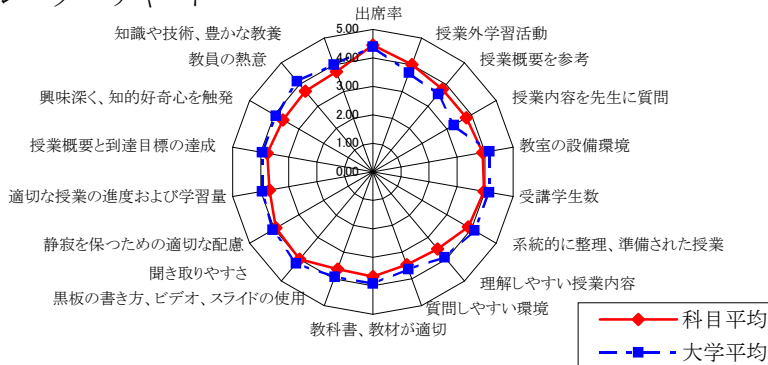 レーダーチャート
出席率
授業外学習活動
授業概要を参考
授業内容を先生に質問
教室の設備環境
受講学生数
系統的に整理、準備された授業
理解しやすい授業内容
質問しやすい環境
教科書、教材が適切
黒板の書き方、ビデオ、スライドの使用
聞き取りやすさ
静寂を保つための適切な配慮
適切な授業の進度および学習量
授業概要と到達目標の達成
興味深く、知的好奇心を触発
教員の熱意
知識や技術、豊かな教養
5.00
4.00
3.00
2.00
1.00
0.00
科目平均
大学平均